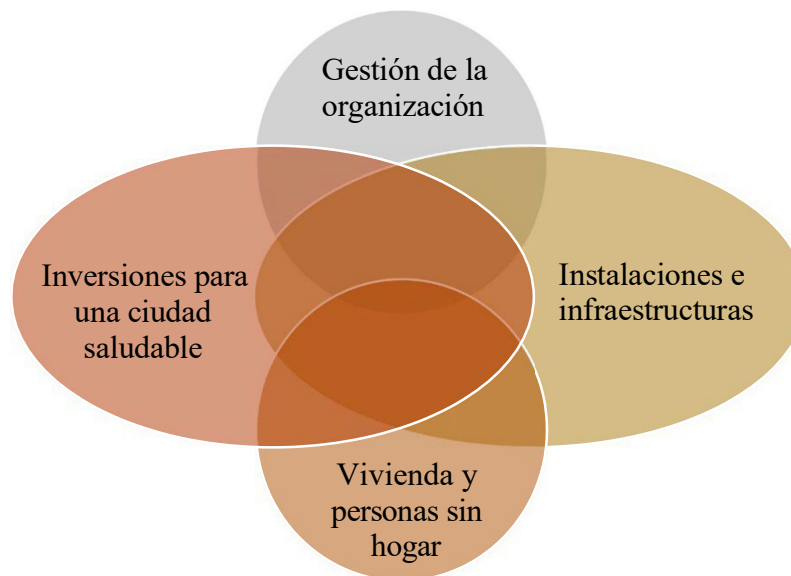 Gestión de la
organización
Inversiones para
una ciudad
saludable
Instalaciones e
infraestructuras
Vivienda y
personas sin
hogar